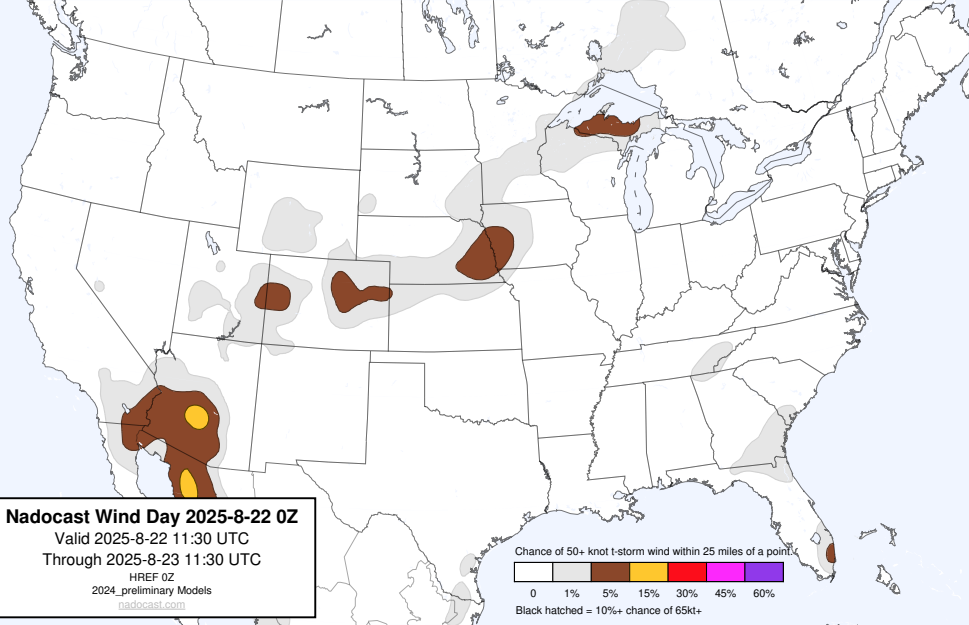 Nadocast Wind Day 2025-8-22 0Z
Valid 2025-8-22 11:30 UTC
Through 2025-8-23 11:30 UTC
HREF 0Z
2024_preliminary Models
nadocast.com
Chance of 50+ knot t-storm wind within 25 miles of a point.
0 1% 5% 15% 30% 45% 60%
Black hatched = 10%+ chance of 65kt+